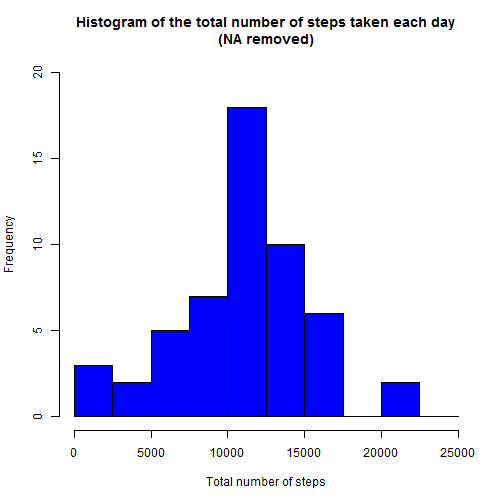 Histogram of the total number of steps taken each day
(NA removed)
20
15
10
5
0
Frequency
0 5000 10000 15000 20000 25000
Total number of steps